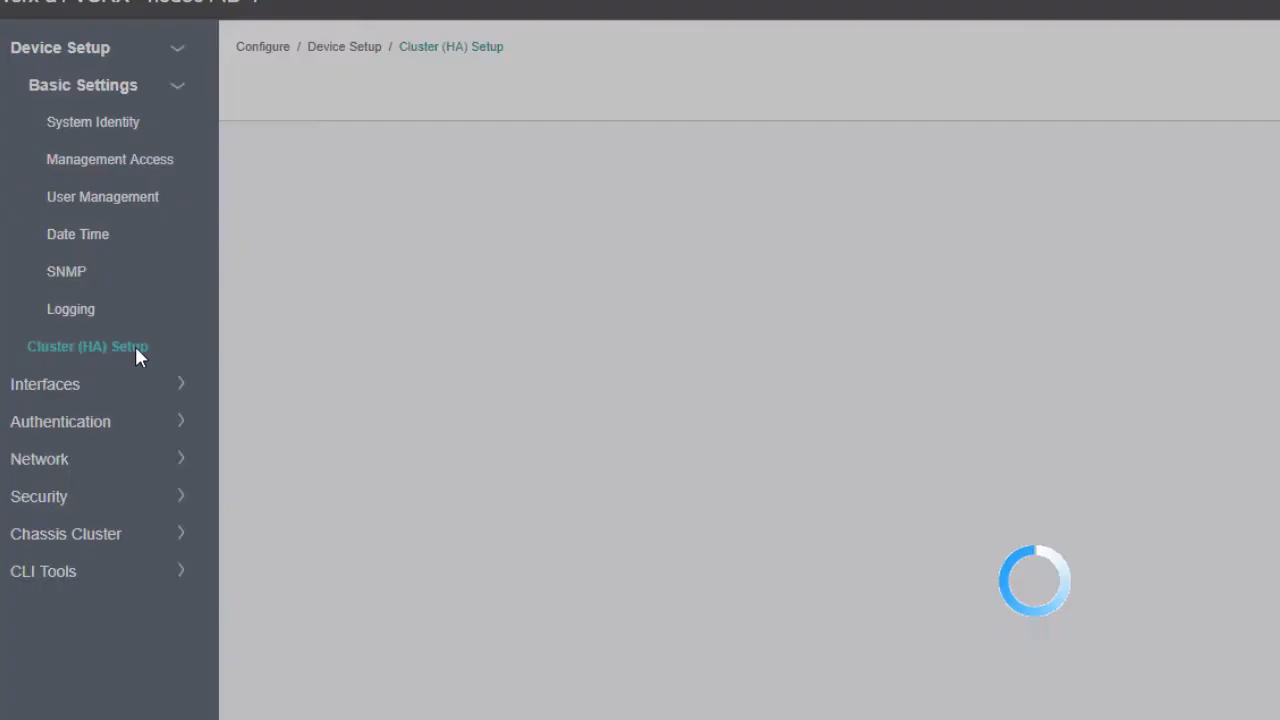 Device Setup
Configure / Device Setup / Cluster (HA) Setup
Basic Settings
System Identity
Management Access
User Management
Date Time
SNMP
Logging
Cluster (HA) Setup
Interfaces
Authentication
Network
Security
Chassis Cluster
CLI Tools